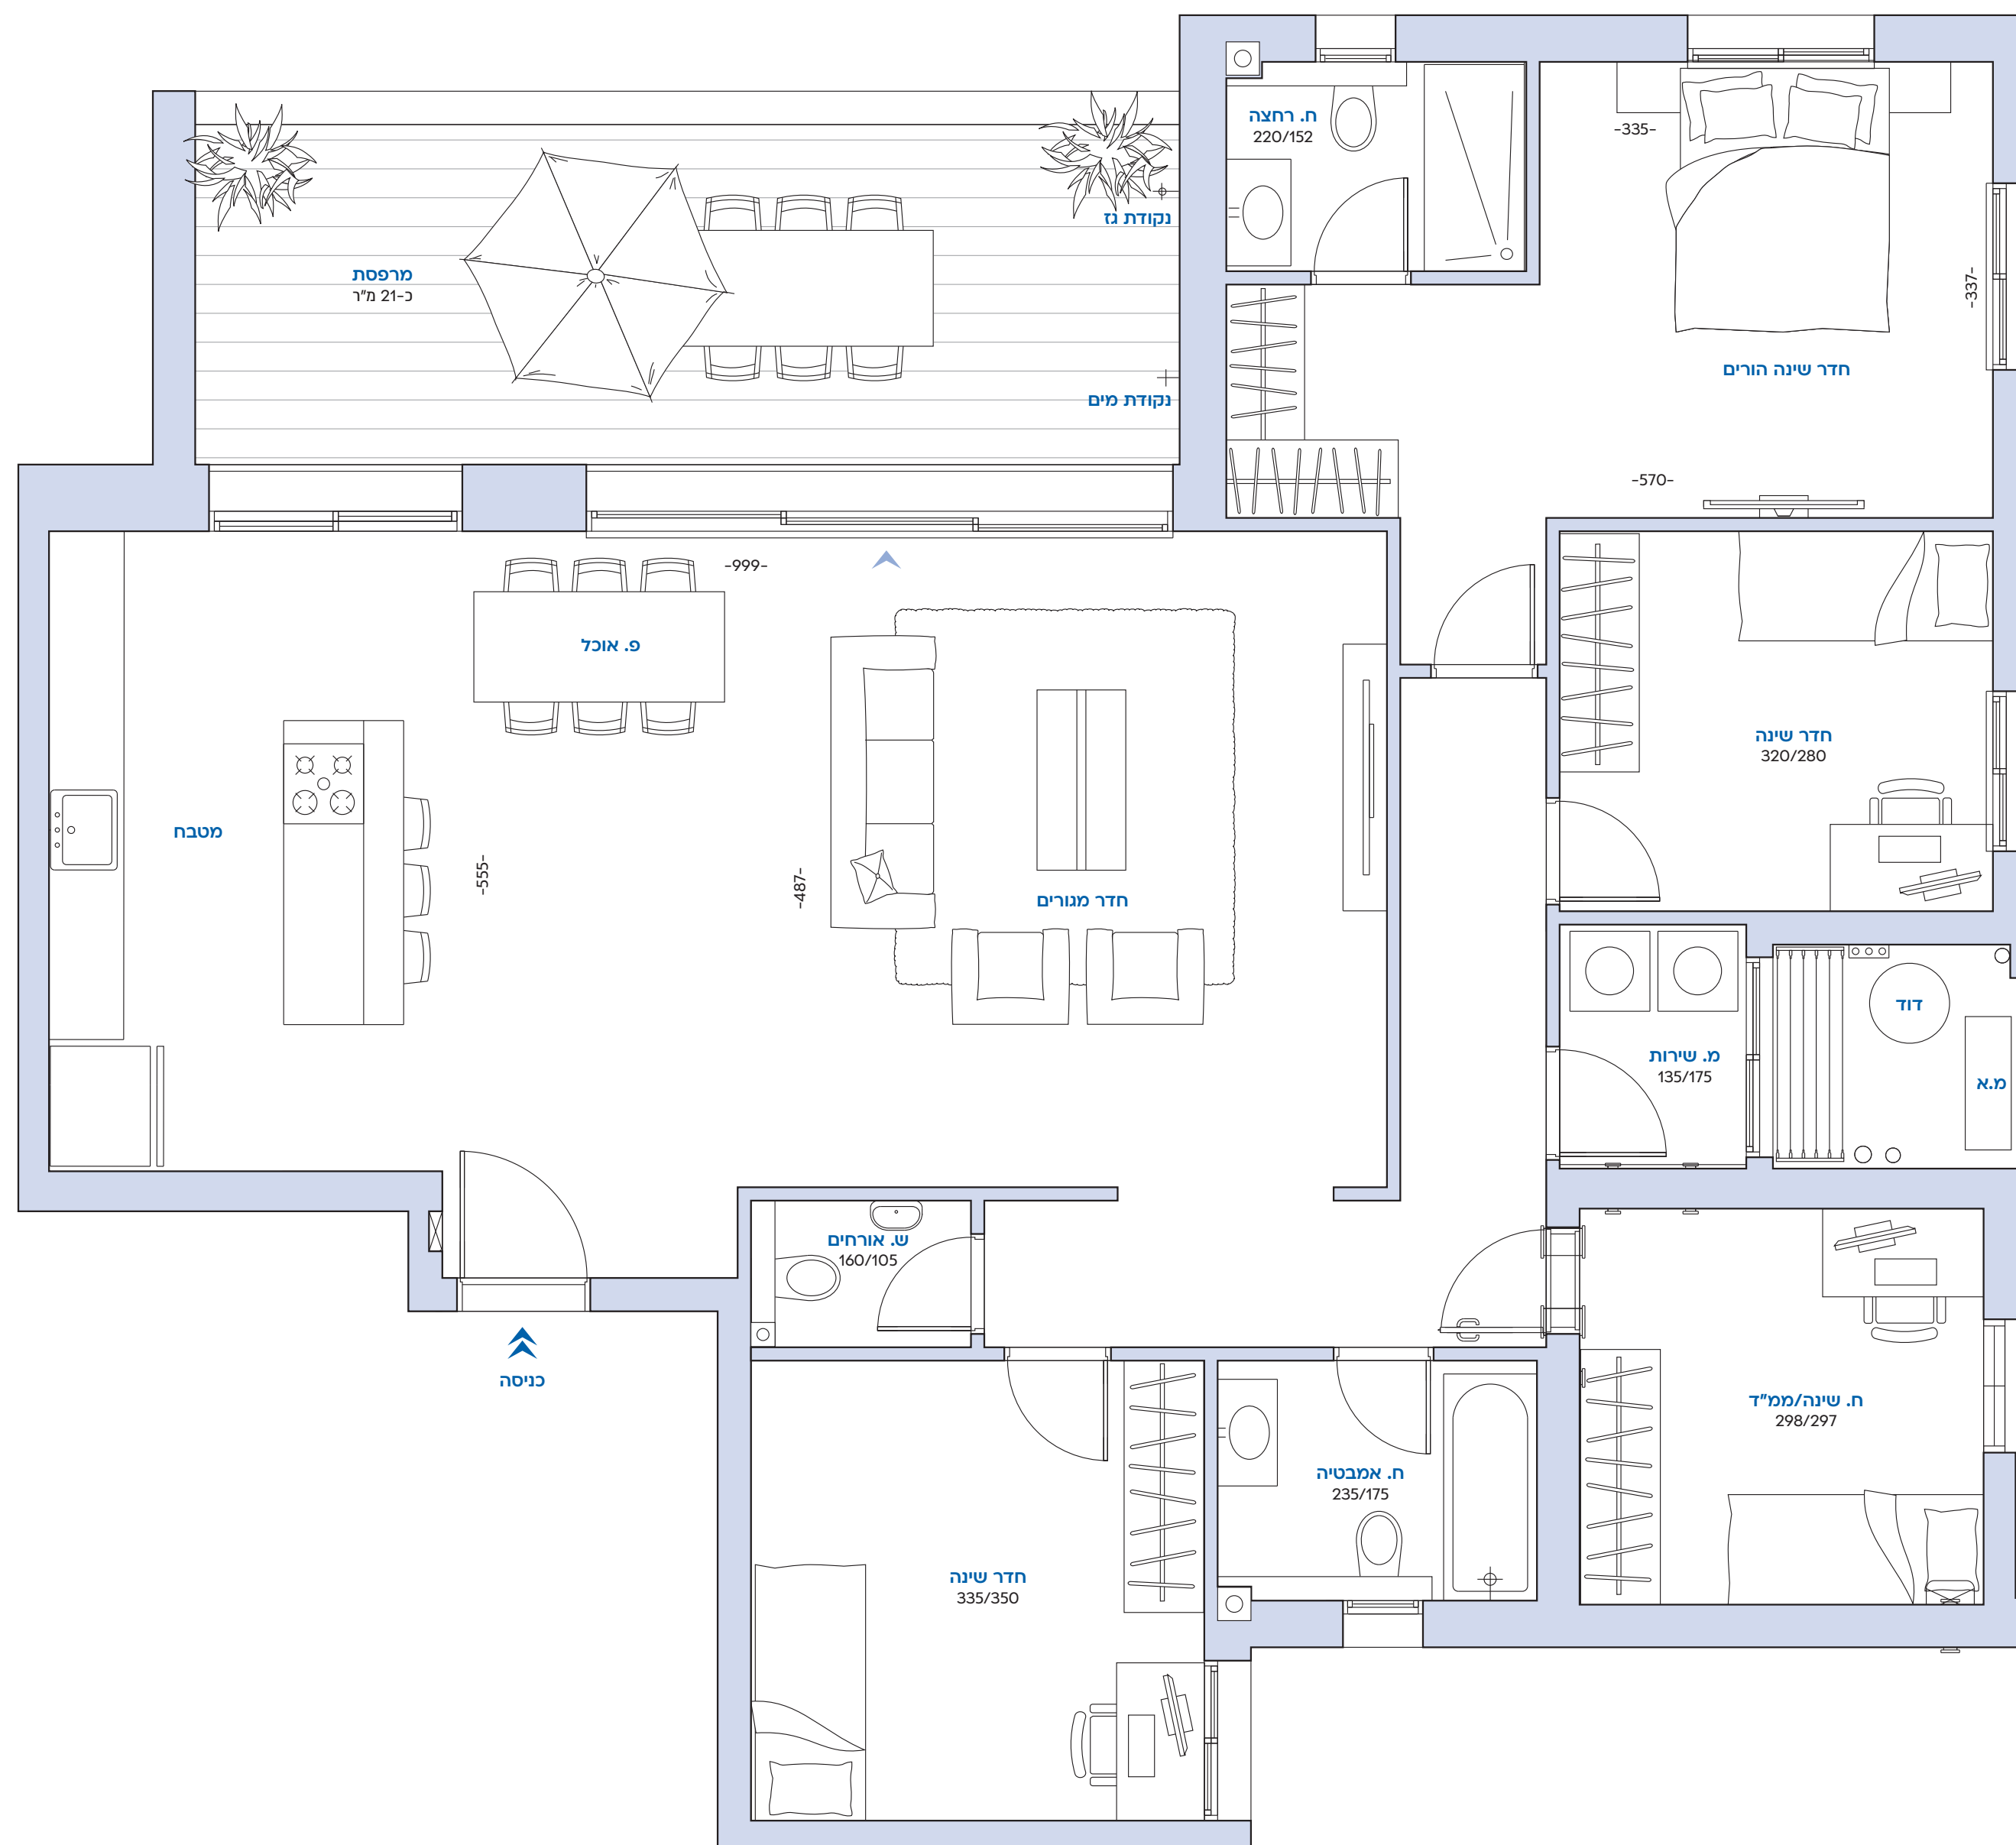 ח. רחצה
220/152
-335-
נקודת גז
מרפסת
כ-21 מ"ר
-337-
חדר שינה הורים
נקודת מים
-570-
-999-
פ. אוכל
חדר שינה
320/280
מטבח
-555-
-487-
חדר מגורים
דוד
מ. שירות
135/175
מ.א
ש. אורחים
160/105
כניסה
ח. שינה/ממ"ד
298/297
ח. אמבטיה
235/175
חדר שינה
335/350